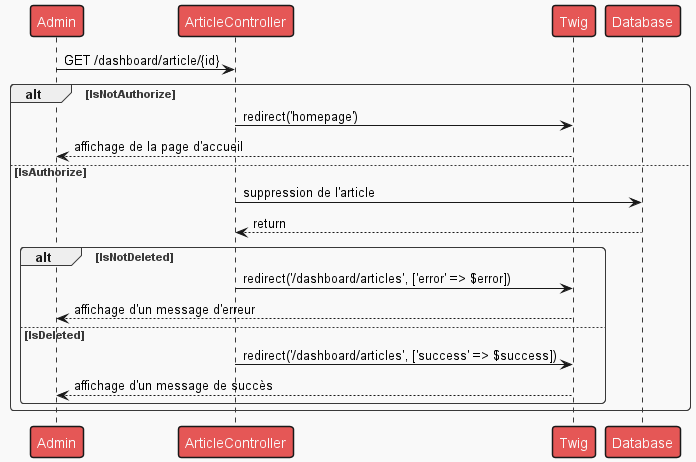 Admin ArticleController Twig Database
GET /dashboard/article/{id}
alt [IsNotAuthorize]
redirect('homepage')
affichage de la page d'accueil
[IsAuthorize]
suppression de l'article
return
alt [IsNotDeleted]
redirect('/dashboard/articles', ['error' => $error])
affichage d'un message d'erreur
[IsDeleted]
redirect('/dashboard/articles', ['success' => $success])
affichage d'un message de succès
Admin ArticleController Twig Database